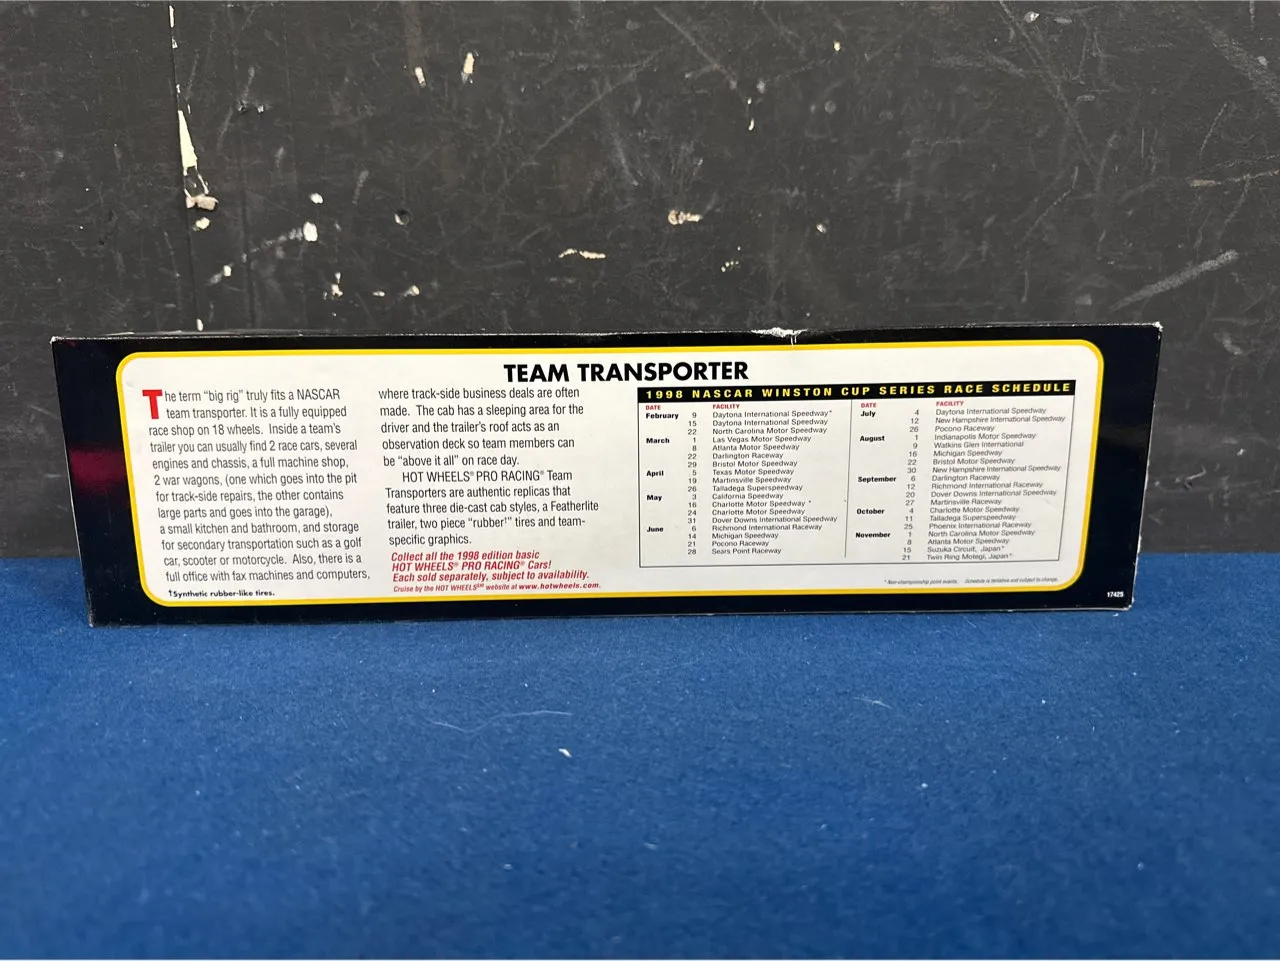 TEAM TRANSPORTER
The term "big rig" truly fits a NASCAR
team transporter. It is a fully equipped
race shop on 18 wheels. Inside a team's
trailer you can usually find 2 race cars, several
engines and chassis, a full machine shop,
2 war wagons, (one which goes into the pit
for track-side repairs, the other contains
large parts and goes into the garage),
a small kitchen and bathroom, and storage
for secondary transportation such as a golf
car, scooter or motorcycle. Also, there is a
full office with fax machines and computers,
†Synthetic rubber-like tires.
where track-side business deals are often
made. The cab has a sleeping area for the
driver and the trailer's roof acts as an
observation deck so team members can
be "above it all" on race day.
HOT WHEELS® PRO RACING® Team
Transporters are authentic replicas that
feature three die-cast cab styles, a Featherlite
trailer, two piece "rubber†" tires and team-
specific graphics.
Collect all the 1998 edition basic
HOT WHEELS® PRO RACING® Cars!
Each sold separately, subject to availability.
Cruise by the HOT WHEELS℠ website at www.hotwheels.com.
1998 NASCAR WINSTON CUP SERIES RACE SCHEDULE
DATE FACILITY
February 9 Daytona International Speedway*
15 Daytona International Speedway
22 North Carolina Motor Speedway
March 1 Las Vegas Motor Speedway
8 Atlanta Motor Speedway
22 Darlington Raceway
29 Bristol Motor Speedway
April 5 Texas Motor Speedway
19 Martinsville Speedway
26 Talladega Superspeedway
May 3 California Speedway
16 Charlotte Motor Speedway *
24 Charlotte Motor Speedway
31 Dover Downs International Speedway
June 6 Richmond International Raceway
14 Michigan Speedway
21 Pocono Raceway
28 Sears Point Raceway
DATE FACILITY
July 4 Daytona International Speedway
12 New Hampshire International Speedway
26 Pocono Raceway
August 1 Indianapolis Motor Speedway
9 Watkins Glen International
16 Michigan Speedway
22 Bristol Motor Speedway
30 New Hampshire International Speedway
September 6 Darlington Raceway
12 Richmond International Raceway
20 Dover Downs International Speedway
27 Martinsville Raceway
October 4 Charlotte Motor Speedway
11 Talladega Superspeedway
25 Phoenix International Raceway
November 1 North Carolina Motor Speedway
8 Atlanta Motor Speedway
15 Suzuka Circuit, Japan*
21 Twin Ring Motegi, Japan*
* Non-championship point events. Schedule is tentative and subject to change.
17425